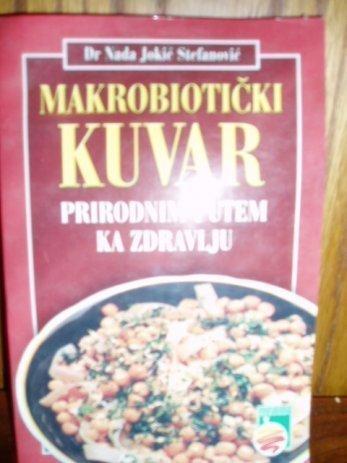 Dr Nada Jokić Stefanović
MAKROBIOTIČKI
KUVAR
PRIRODNIM PUTEM
KA ZDRAVLJU